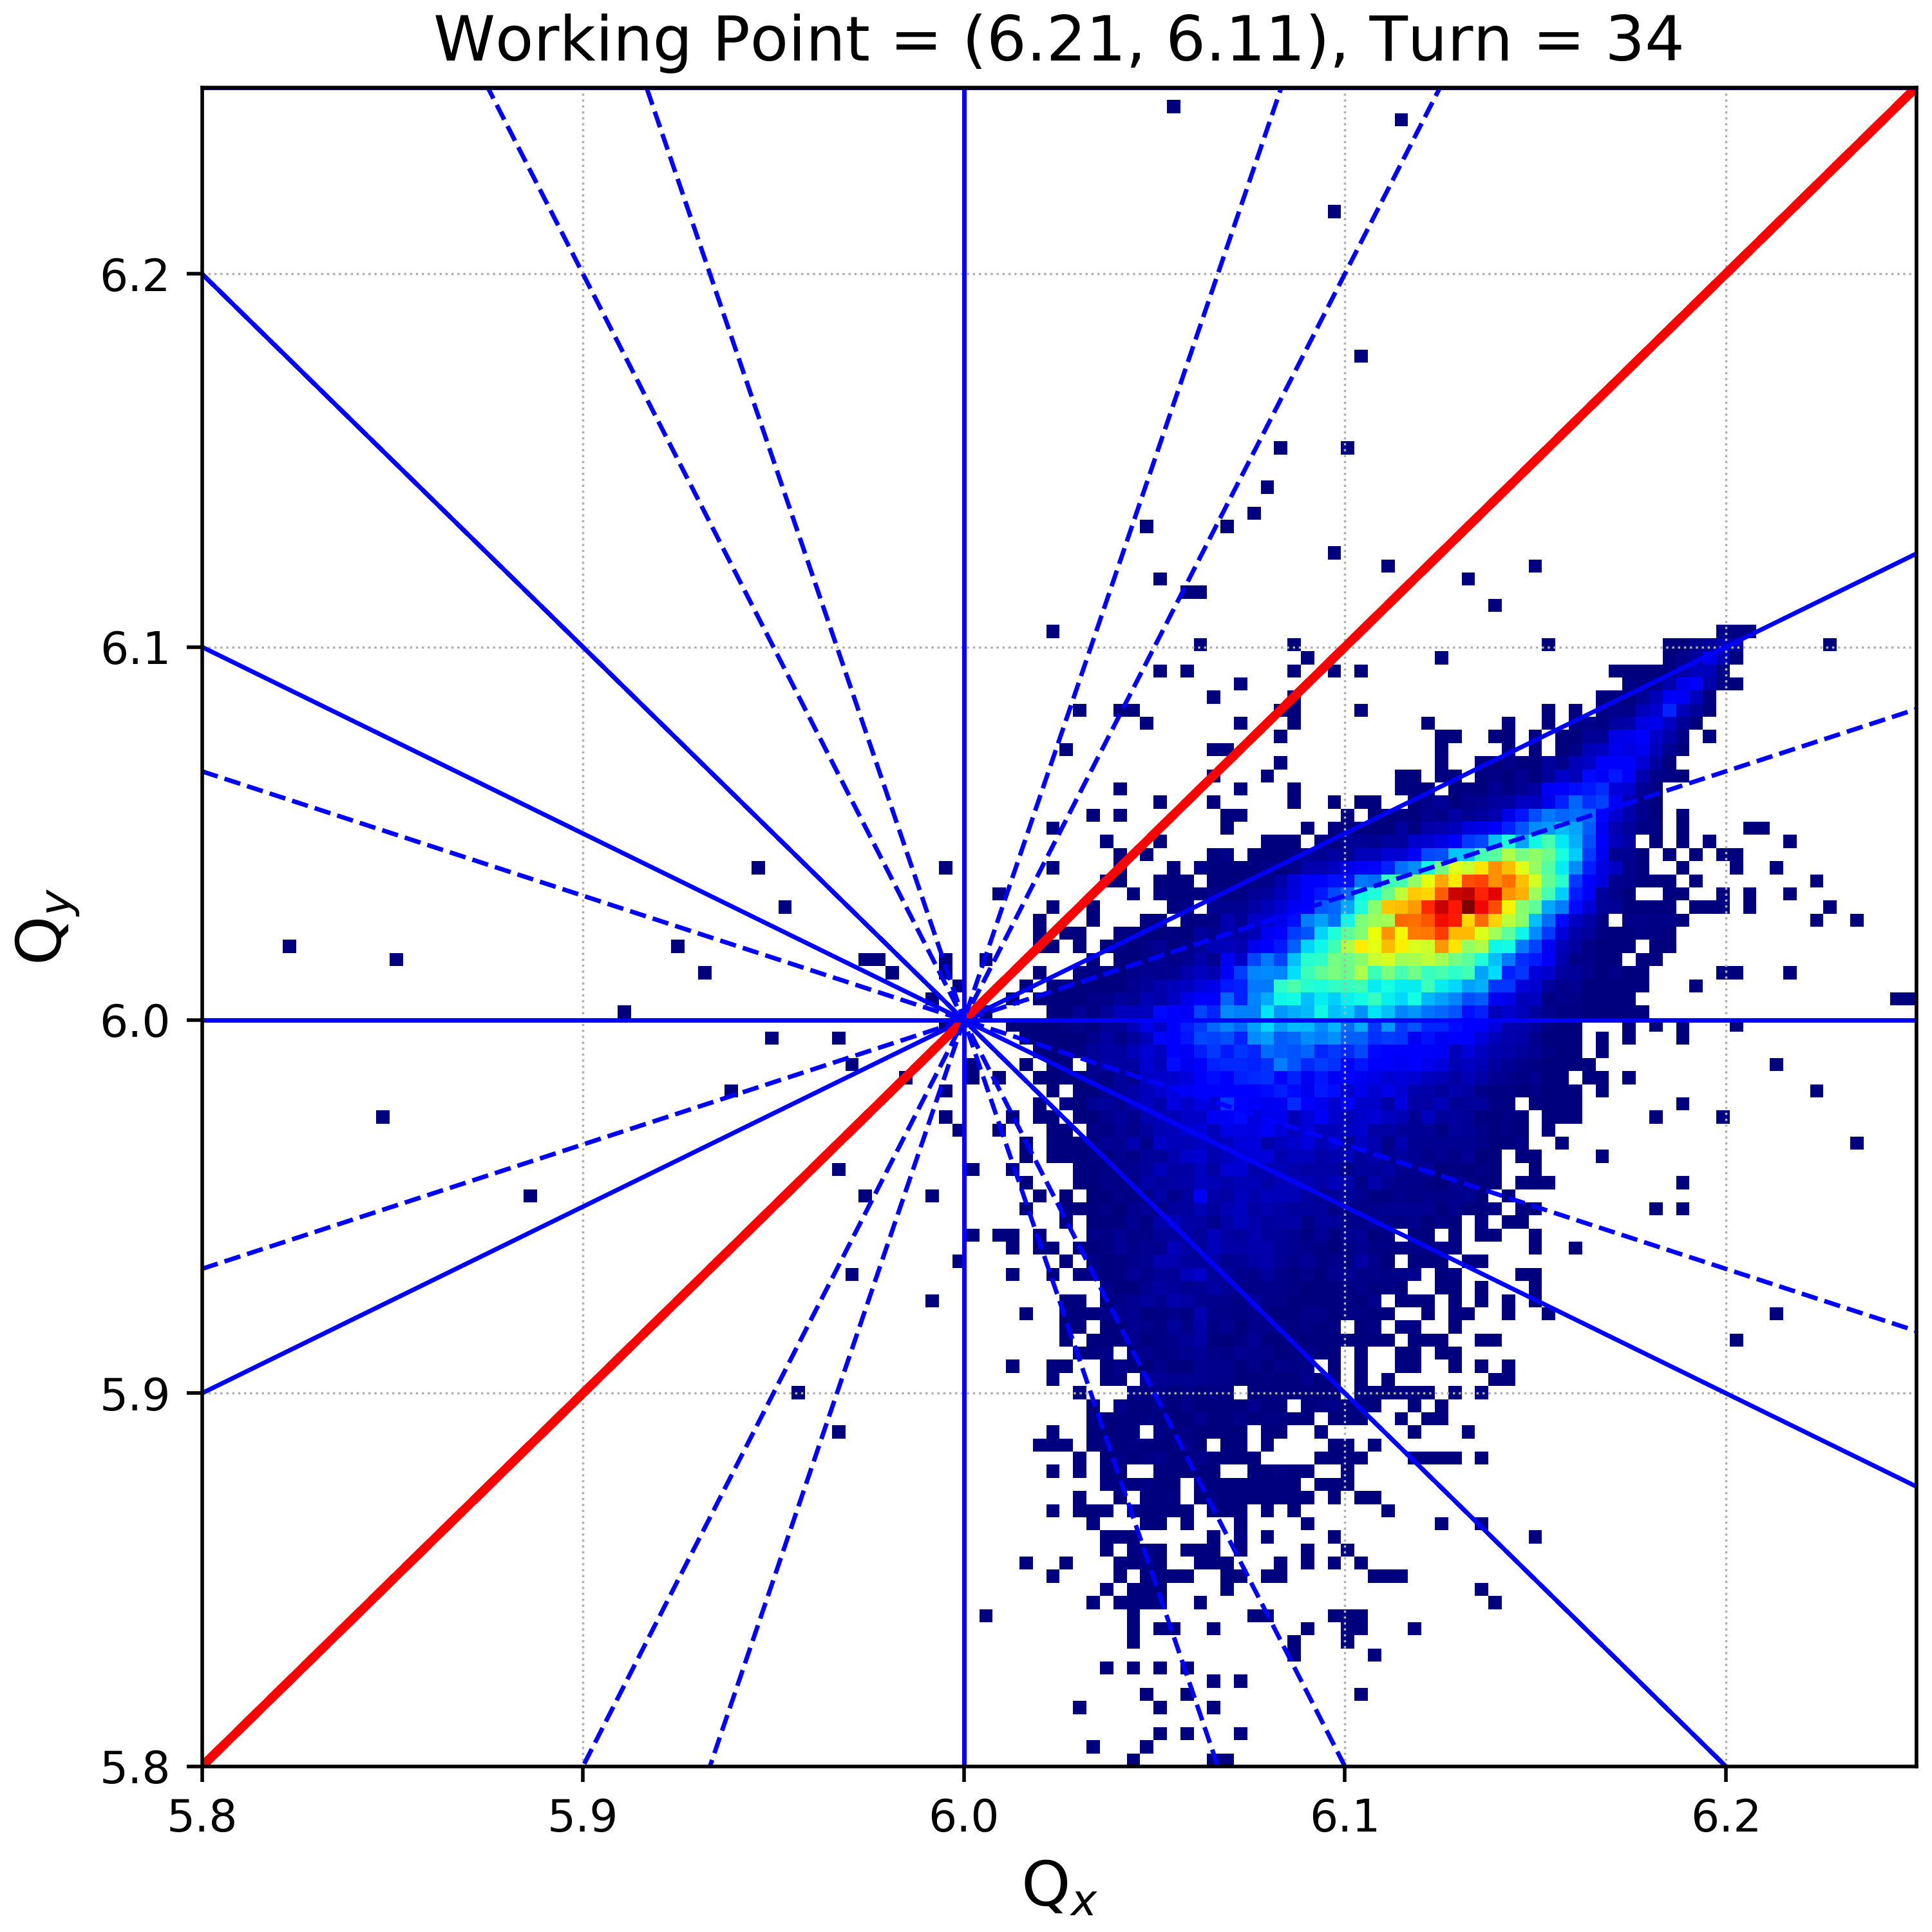 Working Point = (6.21, 6.11), Turn = 34
6.2
6.1
6.0
5.9
5.8
Qy
5.8 5.9 6.0 6.1 6.2
Qx